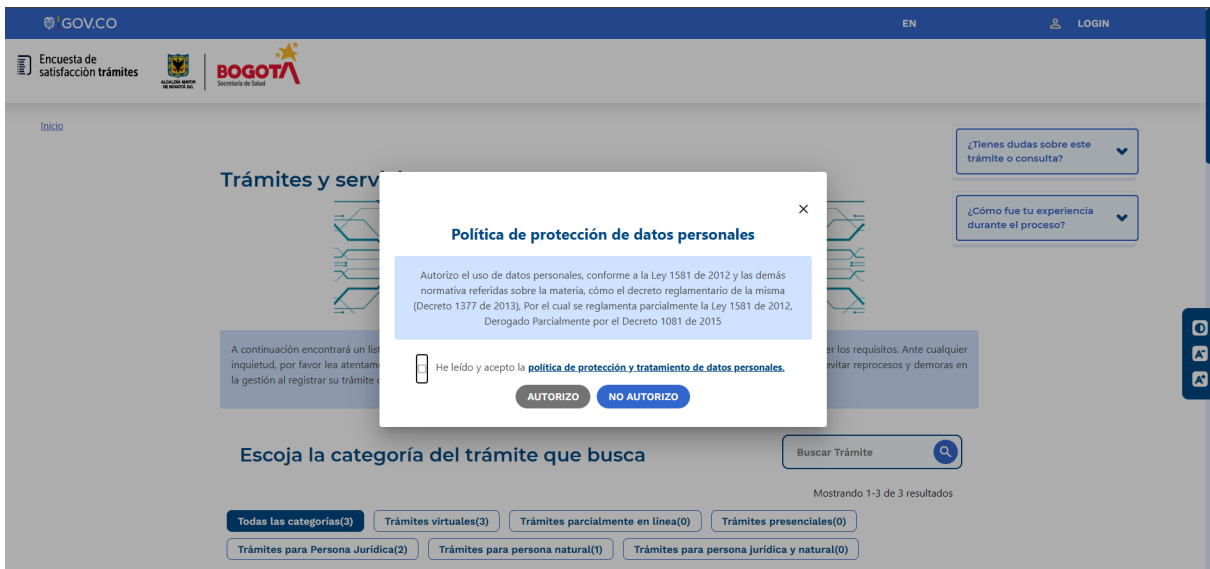 GOV.CO
EN
LOGIN
Encuesta de
satisfacción trámites
ALCALDÍA MAYOR
DE BOGOTÁ D.C.
BOGOTÁ
Secretaría de Salud
Inicio
¿Tienes dudas sobre este
trámite o consulta?
¿Cómo fue tu experiencia
durante el proceso?
Trámites y serv
Política de protección de datos personales
Autorizo el uso de datos personales, conforme a la Ley 1581 de 2012 y las demás
normativa referidas sobre la materia, cómo el decreto reglamentario de la misma
(Decreto 1377 de 2013), Por el cual se reglamenta parcialmente la Ley 1581 de 2012,
Derogado Parcialmente por el Decreto 1081 de 2015
He leído y acepto la política de protección y tratamiento de datos personales.
AUTORIZO
NO AUTORIZO
A continuación encontrará un list
er los requisitos. Ante cualquier
inquietud, por favor lea atentam
evitar reprocesos y demoras en
la gestión al registrar su trámite
Escoja la categoría del trámite que busca
Buscar Trámite
Mostrando 1-3 de 3 resultados
Todas las categorías(3)
Trámites virtuales(3)
Trámites parcialmente en línea(0)
Trámites presenciales(0)
Trámites para Persona Jurídica(2)
Trámites para persona natural(1)
Trámites para persona jurídica y natural(0)